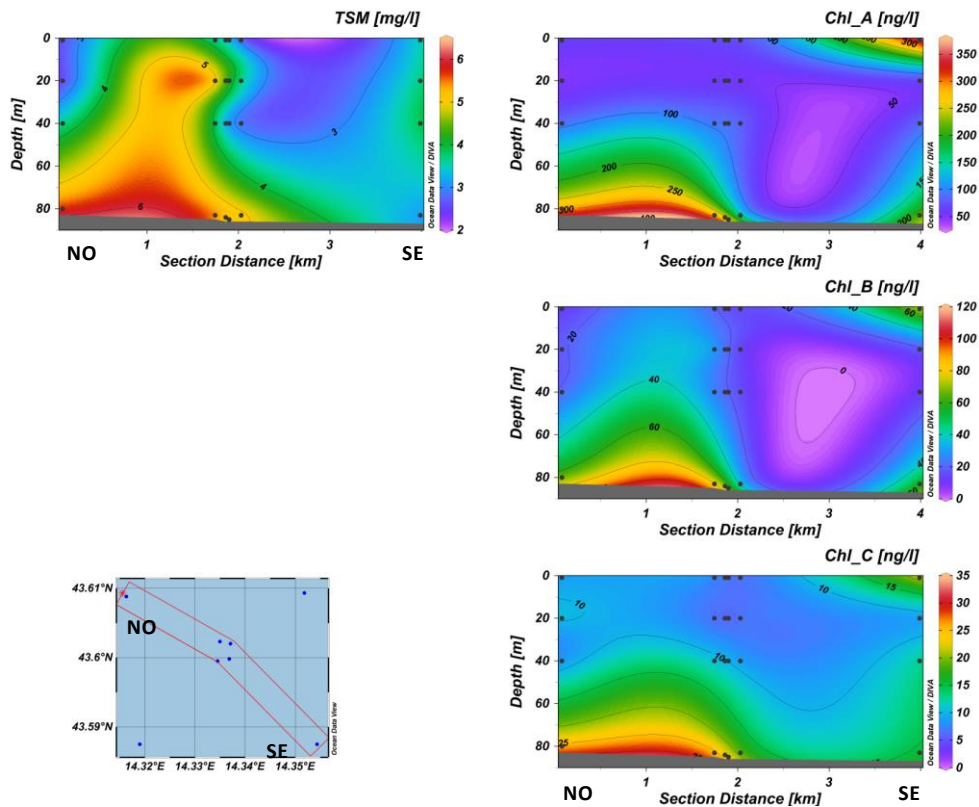 TSM [mg/l]
0
20
40
60
80
Depth [m]
1
2
3
Section Distance [km]
NO
SE
6
5
4
3
2
5
4
3
4
6
Ocean Data View / DIVA
Chl_A [ng/l]
0
20
40
60
80
Depth [m]
1
2
3
4
Section Distance [km]
350
300
250
200
150
100
50
300
100
50
200
250
300
Ocean Data View / DIVA
Chl_B [ng/l]
0
20
40
60
80
Depth [m]
1
2
3
4
Section Distance [km]
120
100
80
60
40
20
0
20
40
60
0
60
Ocean Data View / DIVA
Chl_C [ng/l]
0
20
40
60
80
Depth [m]
1
2
3
4
Section Distance [km]
NO
SE
35
30
25
20
15
10
5
0
10
15
10
25
Ocean Data View / DIVA
43.61°N
43.6°N
43.59°N
14.32°E
14.33°E
14.34°E
14.35°E
NO
SE
Ocean Data View